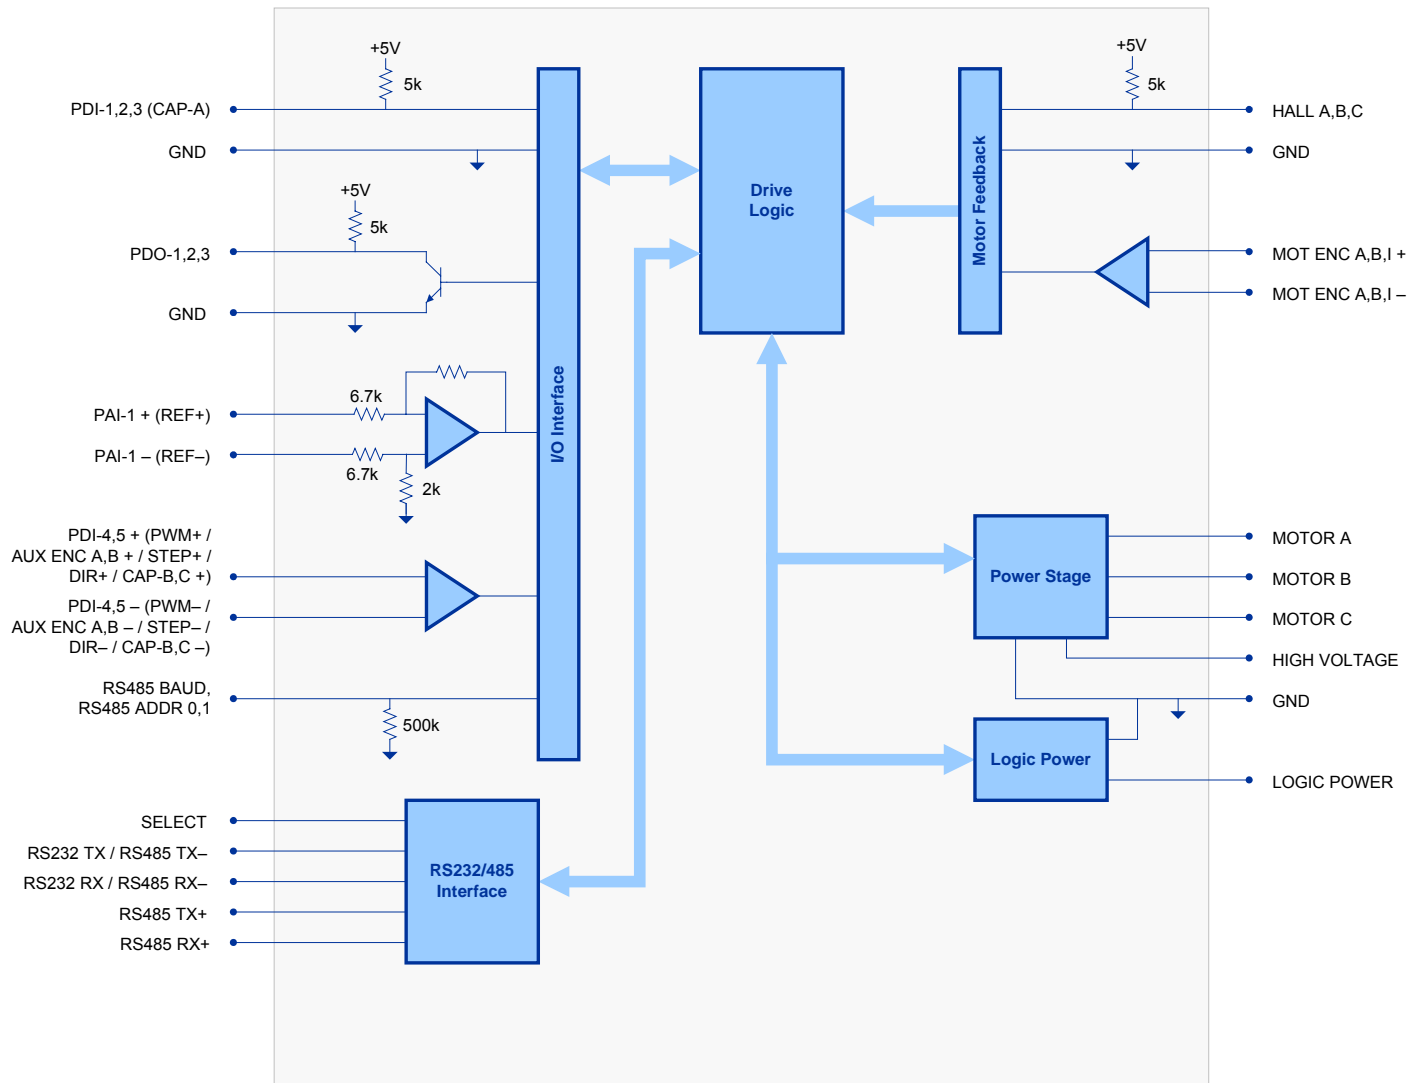 +5V
5k
PDI-1,2,3 (CAP-A)
GND
+5V
5k
PDO-1,2,3
GND
6.7k
PAI-1 + (REF+)
PAI-1 – (REF–)
6.7k
2k
PDI-4,5 + (PWM+ /
AUX ENC A,B + / STEP+ /
DIR+ / CAP-B,C +)
PDI-4,5 – (PWM– /
AUX ENC A,B – / STEP– /
DIR– / CAP-B,C –)
RS485 BAUD,
RS485 ADDR 0,1
500k
I/O Interface
SELECT
RS232 TX / RS485 TX–
RS232 RX / RS485 RX–
RS485 TX+
RS485 RX+
RS232/485
Interface
Drive
Logic
Motor Feedback
+5V
5k
HALL A,B,C
GND
MOT ENC A,B,I +
MOT ENC A,B,I –
Power Stage
MOTOR A
MOTOR B
MOTOR C
HIGH VOLTAGE
GND
Logic Power
LOGIC POWER